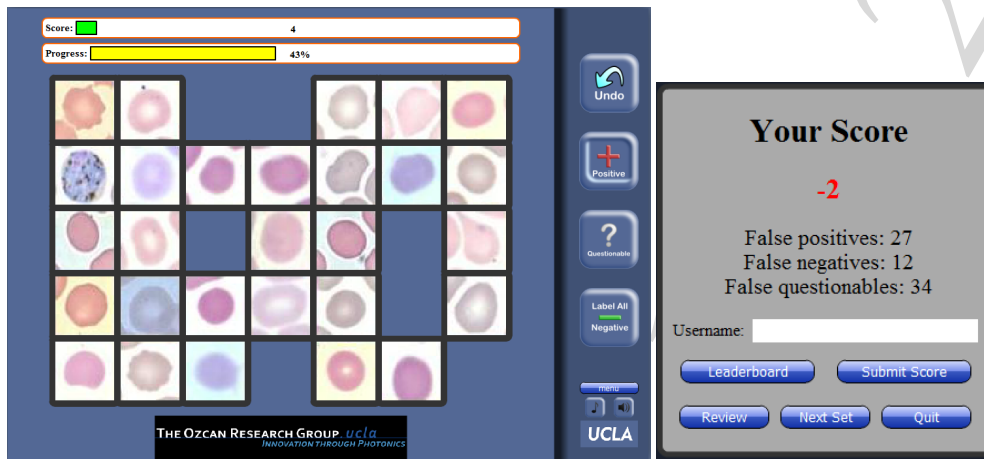 Score: 4
Progress: 43%
Undo
Positive
?
Questionable
Label All
Negative
menu
UCLA
THE OZCAN RESEARCH GROUP ucla
INNOVATION THROUGH PHOTONICS
Your Score
-2
False positives: 27
False negatives: 12
False questionables: 34
Username:
Leaderboard Submit Score
Review Next Set Quit